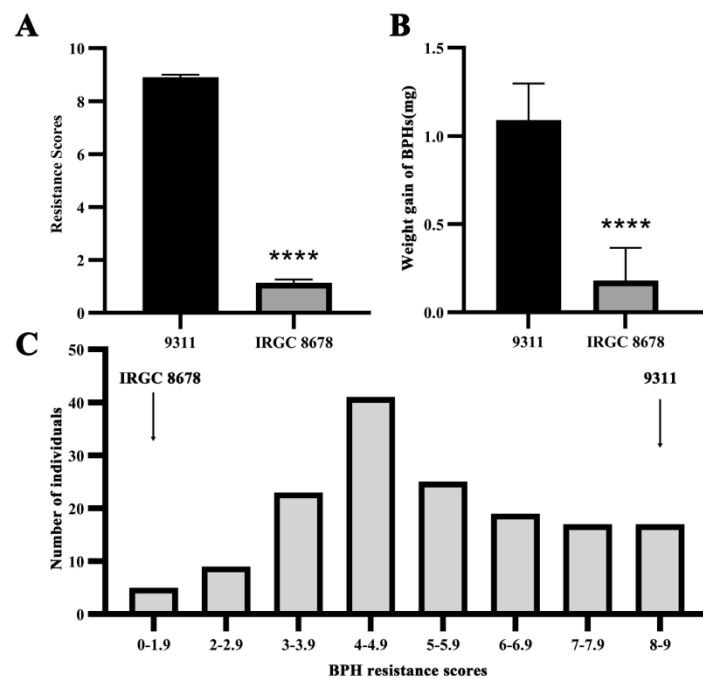 A
Resistance Scores
10
8
6
4
2
0
****
9311
IRGC 8678
B
Weight gain of BPHs(mg)
1.5
1.0
0.5
0.0
****
9311
IRGC 8678
C
Number of individuals
50
40
30
20
10
0
IRGC 8678
9311
0-1.9
2-2.9
3-3.9
4-4.9
5-5.9
6-6.9
7-7.9
8-9
BPH resistance scores